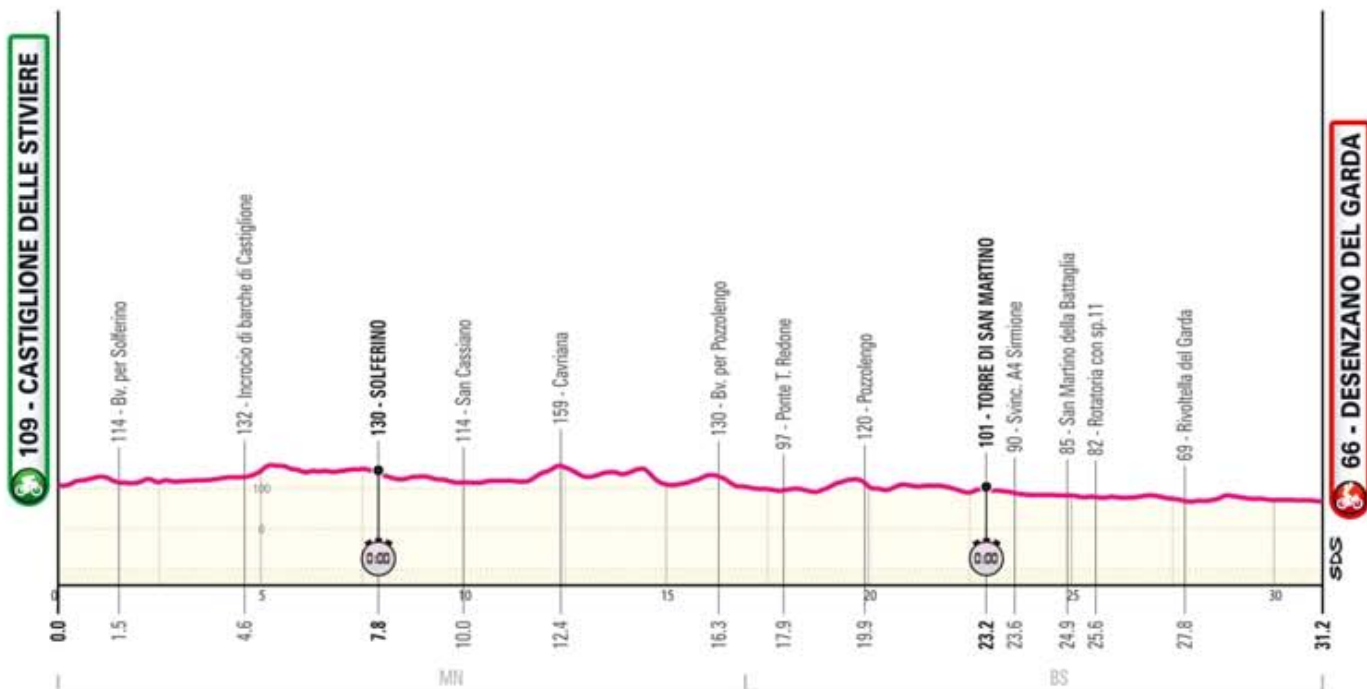 109 - CASTIGLIONE DELLE STIVIERE
114 - Bv. per Solferino
132 - Incrocio di barche di Castiglione
130 - SOLFERINO
114 - San Cassiano
159 - Cavriana
130 - Bv. per Pozzolengo
97 - Ponte T. Redone
120 - Pozzolengo
101 - TORRE DI SAN MARTINO
90 - Svinc. A4 Sirmione
85 - San Martino della Battaglia
82 - Rotatoria con sp.11
69 - Rivoltella del Garda
66 - DESENZANO DEL GARDA
100
0
SDS
0 5 10 15 20 25 30
0.0 1.5 4.6 7.8 10.0 12.4 16.3 17.9 19.9 23.2 23.6 24.9 25.6 27.8 31.2
MN BS